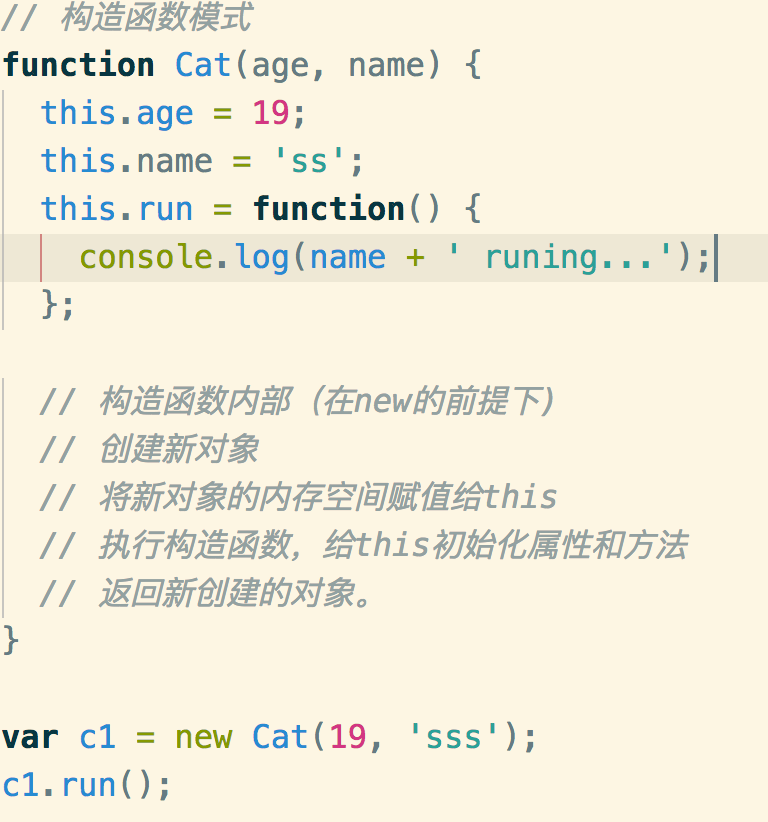 // 构造函数模式
function Cat(age, name) {
  this.age = 19;
  this.name = 'ss';
  this.run = function() {
    console.log(name + ' runing...');
  };

  // 构造函数内部（在new的前提下）
  // 创建新对象
  // 将新对象的内存空间赋值给this
  // 执行构造函数，给this初始化属性和方法
  // 返回新创建的对象。
}

var c1 = new Cat(19, 'sss');
c1.run();